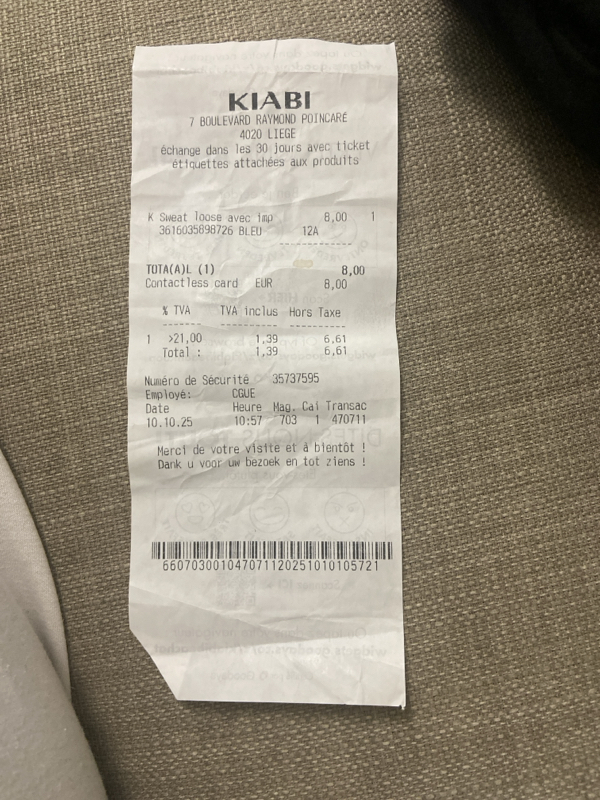 KIABI
7 BOULEVARD RAYMOND POINCARÉ
4020 LIEGE
échange dans les 30 jours avec ticket
étiquettes attachées aux produits
K Sweat loose avec imp 8,00 1
3616035898726 BLEU 12A
------------
TOTA(A)L (1) 8,00
Contactless card EUR 8,00
% TVA TVA inclus Hors Taxe
------ --------- ---------
1 >21,00 1,39 6,61
Total : 1,39 6,61
Numéro de Sécurité 35737595
Employé: CGUE
Date Heure Mag. Cai Transac
10.10.25 10:57 703 1 470711
Merci de votre visite et à bientôt !
Dank u voor uw bezoek en tot ziens !
6607030010470711202510101057​21